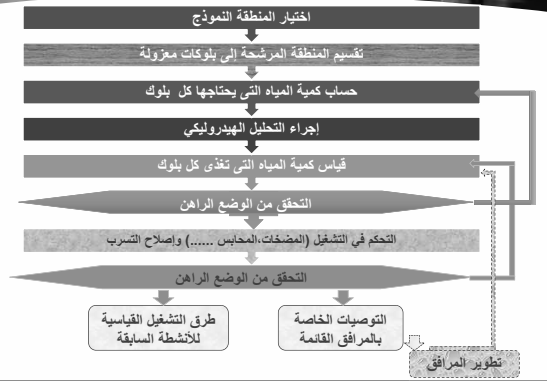 اختيار المنطقة النموذج
تقسيم المنطقة المرشحة إلى بلوكات معزولة
حساب كمية المياه التى يحتاجها كل بلوك
إجراء التحليل الهيدروليكي
قياس كمية المياه التى تغذى كل بلوك
التحقق من الوضع الراهن
التحكم في التشغيل (المضخات،المحابس ......) وإصلاح التسرب
التحقق من الوضع الراهن
التوصيات الخاصة
بالمرافق القائمة
طرق التشغيل القياسية
للأنشطة السابقة
تطوير المرافق